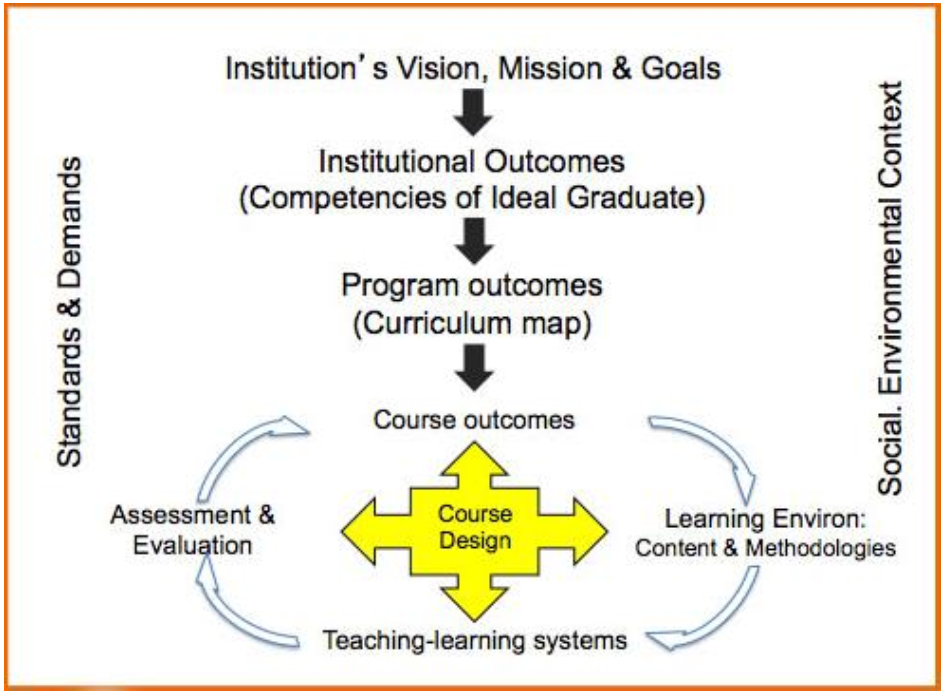 Institution's Vision, Mission & Goals
Institutional Outcomes
(Competencies of Ideal Graduate)
Program outcomes
(Curriculum map)
Standards & Demands
Social. Environmental Context
Course outcomes
Assessment &
Evaluation
Course
Design
Learning Environ:
Content & Methodologies
Teaching-learning systems